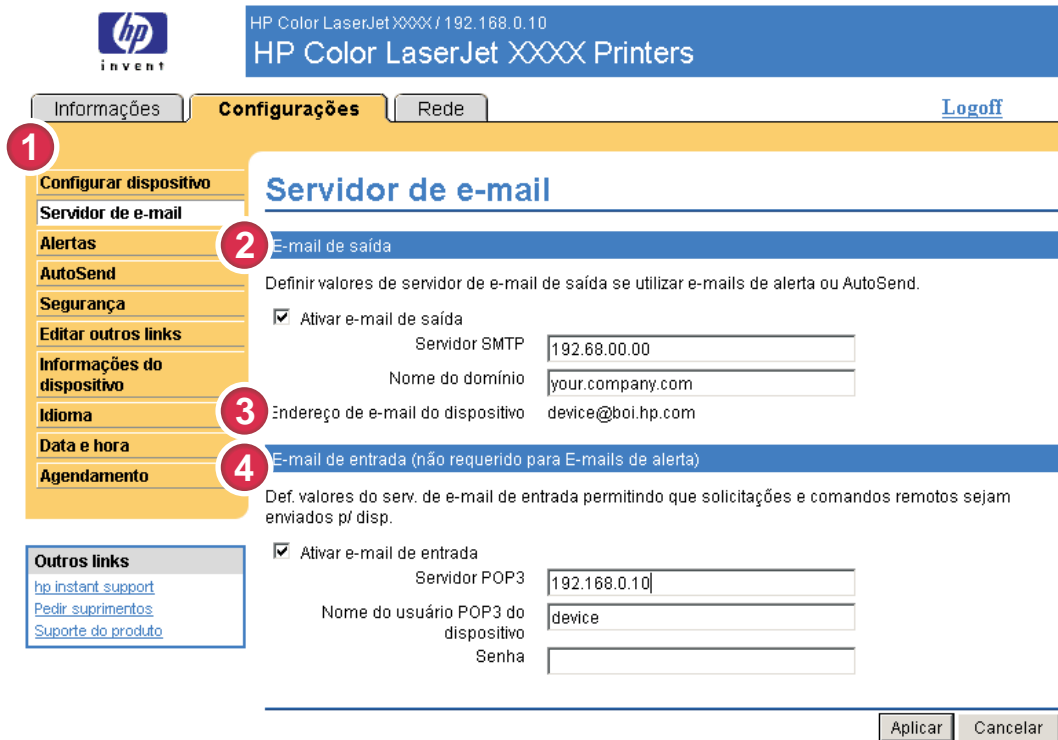 hp
invent
HP Color LaserJet XXXX / 192.168.0.10
HP Color LaserJet XXXX Printers
Informações
Configurações
Rede
Logoff
1
Configurar dispositivo
Servidor de e-mail
Alertas
AutoSend
Segurança
Editar outros links
Informações do
dispositivo
Idioma
Data e hora
Agendamento
Outros links
hp instant support
Pedir suprimentos
Suporte do produto
Servidor de e-mail
2
E-mail de saída
Definir valores de servidor de e-mail de saída se utilizar e-mails de alerta ou AutoSend.
Ativar e-mail de saída
Servidor SMTP 192.68.00.00
Nome do domínio your.company.com
3
Endereço de e-mail do dispositivo device@boi.hp.com
4
E-mail de entrada (não requerido para E-mails de alerta)
Def. valores do serv. de e-mail de entrada permitindo que solicitações e comandos remotos sejam
enviados p/ disp.
Ativar e-mail de entrada
Servidor POP3 192.168.0.10
Nome do usuário POP3 do
dispositivo device
Senha
Aplicar Cancelar